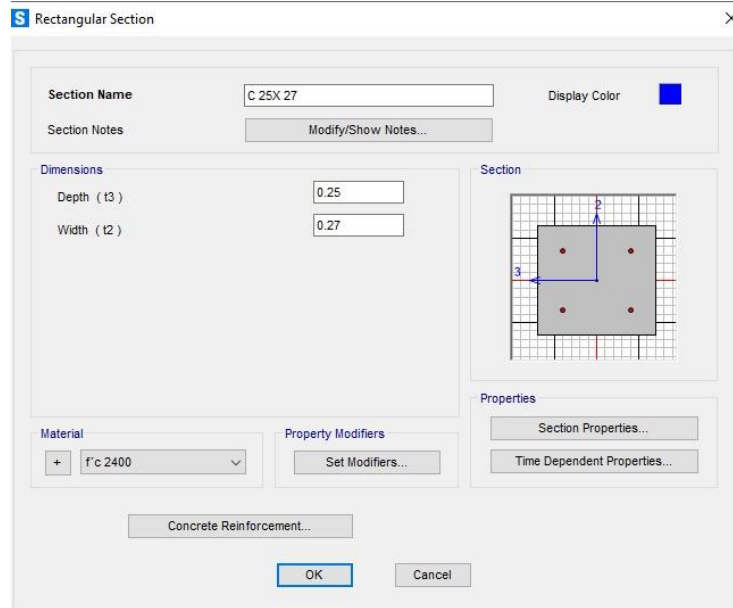 S Rectangular Section
Section Name C 25X 27 Display Color
Section Notes Modify/Show Notes...
Dimensions
Depth ( t3 ) 0.25
Width ( t2 ) 0.27
Section
2
3
Properties
Section Properties...
Time Dependent Properties...
Material
+ f´c 2400
Property Modifiers
Set Modifiers...
Concrete Reinforcement...
OK Cancel